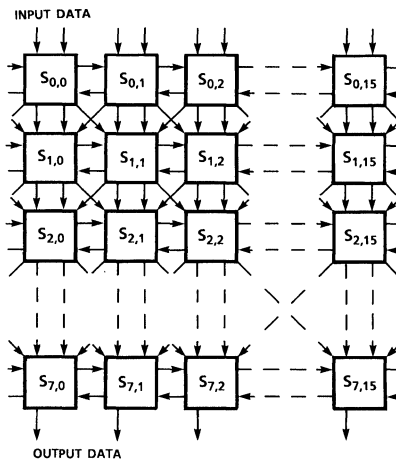 INPUT DATA
S0,0 S0,1 S0,2 S0,15
S1,0 S1,1 S1,2 S1,15
S2,0 S2,1 S2,2 S2,15
S7,0 S7,1 S7,2 S7,15
OUTPUT DATA